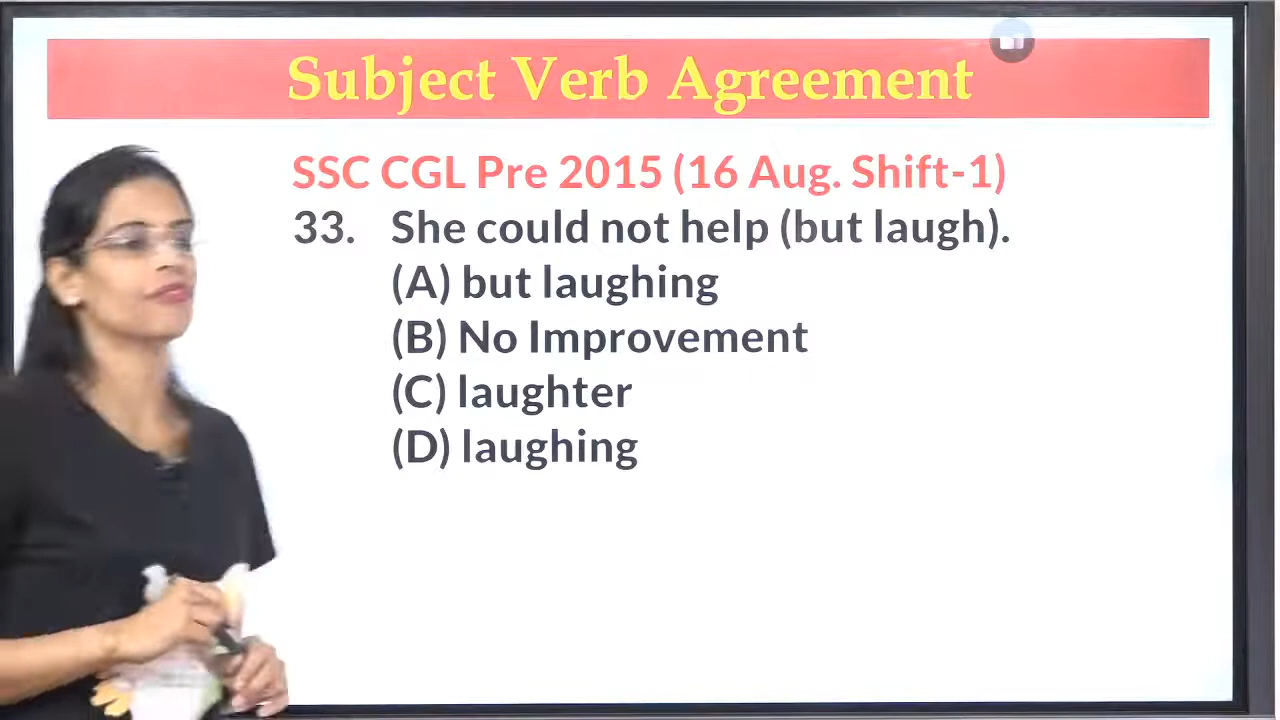 Subject Verb Agreement
SSC CGL Pre 2015 (16 Aug. Shift-1)
33. She could not help (but laugh).
(A) but laughing
(B) No Improvement
(C) laughter
(D) laughing